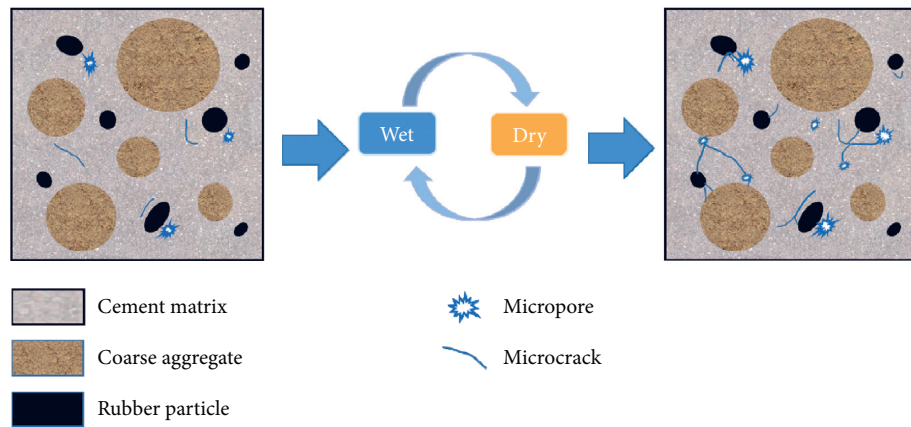 Wet
Dry
Cement matrix
Micropore
Coarse aggregate
Microcrack
Rubber particle